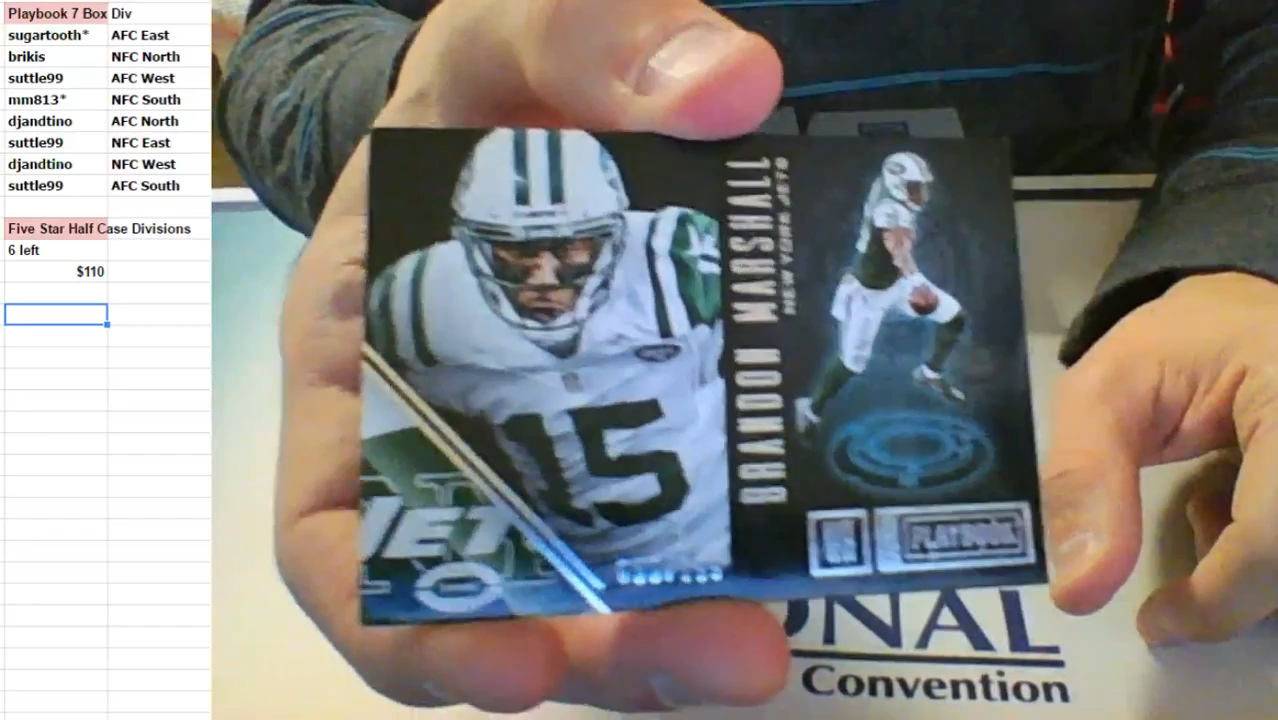 Playbook 7 Box Div
sugartooth* AFC East
brikis NFC North
suttle99 AFC West
mm813* NFC South
djandtino AFC North
suttle99 NFC East
djandtino NFC West
suttle99 AFC South
Five Star Half Case Divisions
6 left
$110
BRANDON MARSHALL
NEW YORK JETS
15
JET
PLAYBOOK
ONAL
Convention